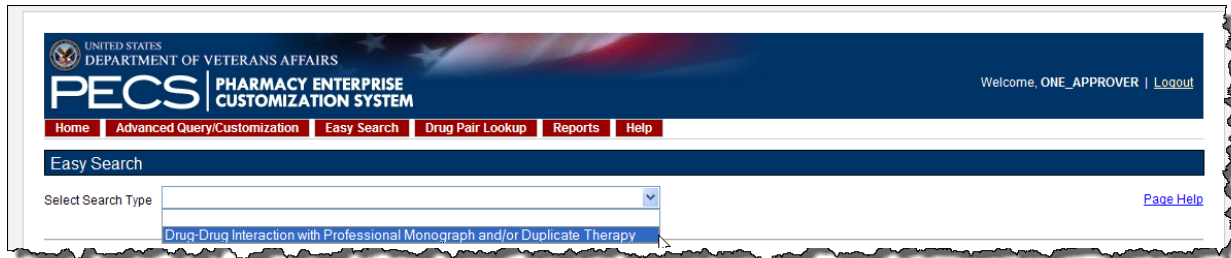 UNITED STATES
DEPARTMENT OF VETERANS AFFAIRS
PECS PHARMACY ENTERPRISE
CUSTOMIZATION SYSTEM
Welcome, ONE_APPROVER | Logout
Home Advanced Query/Customization Easy Search Drug Pair Lookup Reports Help
Easy Search
Select Search Type
Page Help
Drug-Drug Interaction with Professional Monograph and/or Duplicate Therapy